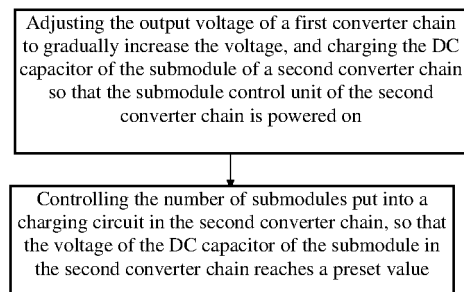 Adjusting the output voltage of a first converter chain
to gradually increase the voltage, and charging the DC
capacitor of the submodule of a second converter chain
so that the submodule control unit of the second
converter chain is powered on
Controlling the number of submodules put into a
charging circuit in the second converter chain, so that
the voltage of the DC capacitor of the submodule in
the second converter chain reaches a preset value